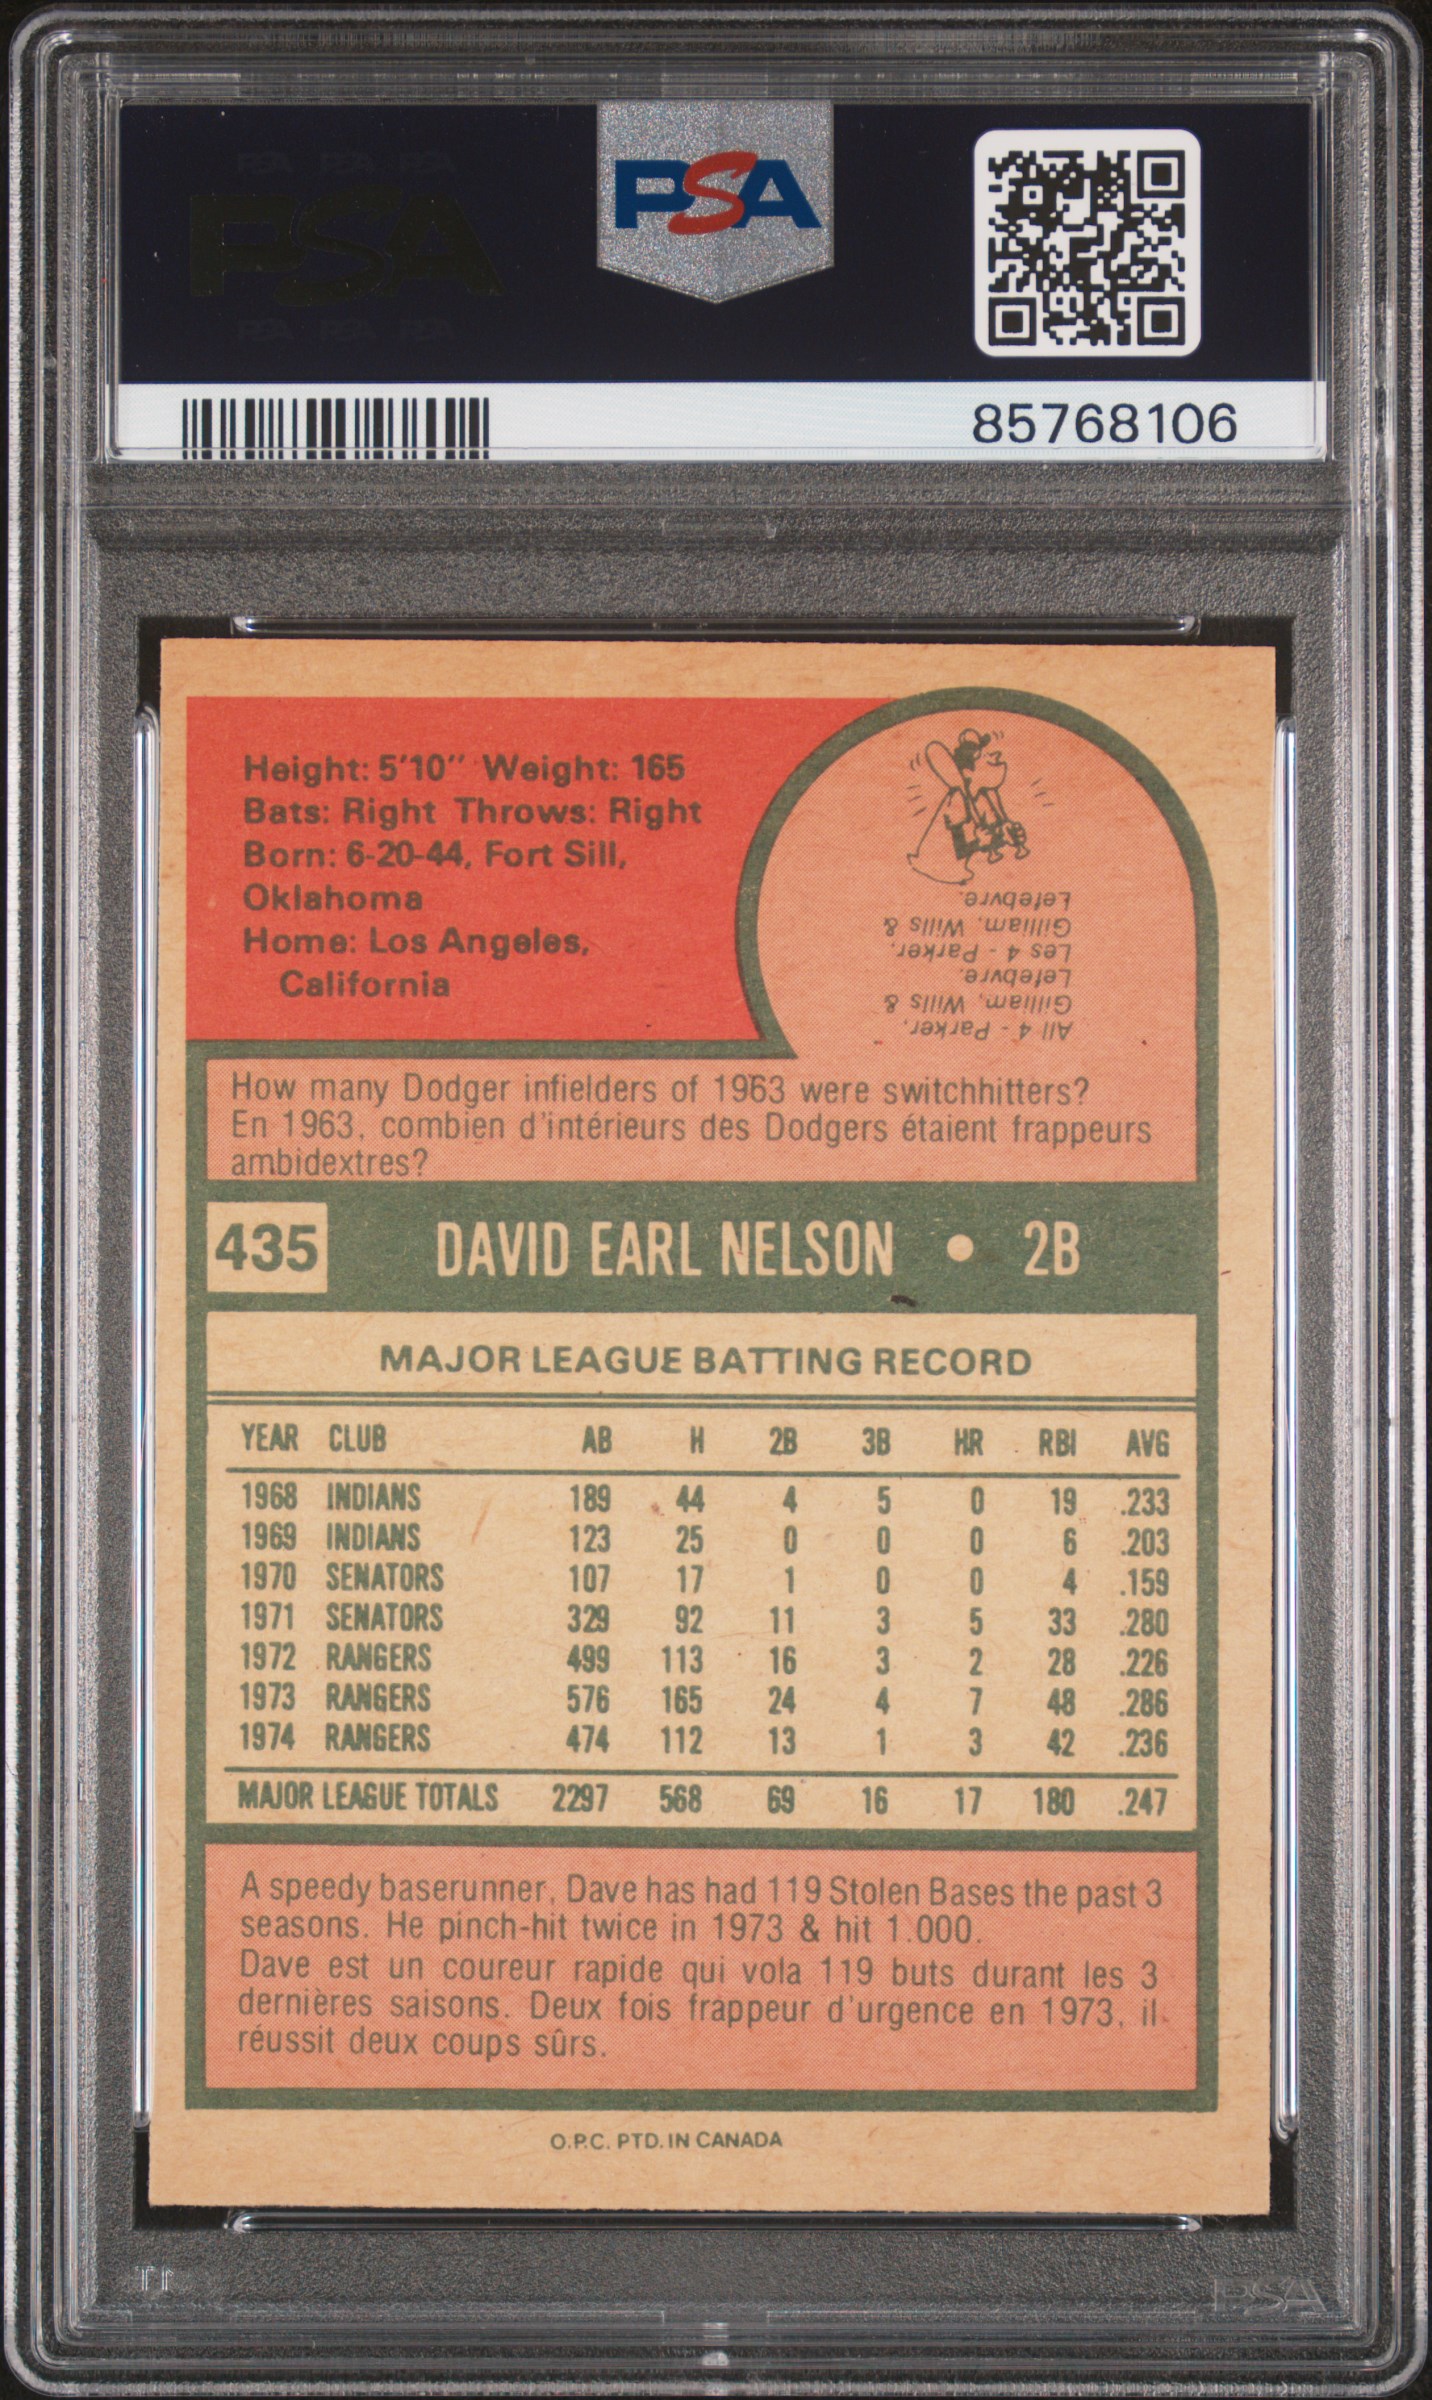 PSA
PSA PSA PSA
PSA
PSA PSA PSA
85768106
Height: 5'10" Weight: 165
Bats: Right Throws: Right
Born: 6-20-44, Fort Sill,
Oklahoma
Home: Los Angeles,
California
All 4 - Parker,
Gilliam, Wills &
Lefebvre.
Les 4 - Parker,
Gilliam, Wills &
Lefebvre.
How many Dodger infielders of 1963 were switchhitters?
En 1963, combien d'intérieurs des Dodgers étaient frappeurs
ambidextres?
435 DAVID EARL NELSON • 2B
MAJOR LEAGUE BATTING RECORD
YEAR CLUB AB H 2B 3B HR RBI AVG
1968 INDIANS 189 44 4 5 0 19 .233
1969 INDIANS 123 25 0 0 0 6 .203
1970 SENATORS 107 17 1 0 0 4 .159
1971 SENATORS 329 92 11 3 5 33 .280
1972 RANGERS 499 113 16 3 2 28 .226
1973 RANGERS 576 165 24 4 7 48 .286
1974 RANGERS 474 112 13 1 3 42 .236
MAJOR LEAGUE TOTALS 2297 568 69 16 17 180 .247
A speedy baserunner, Dave has had 119 Stolen Bases the past 3
seasons. He pinch-hit twice in 1973 & hit 1.000.
Dave est un coureur rapide qui vola 119 buts durant les 3
dernières saisons. Deux fois frappeur d'urgence en 1973, il
réussit deux coups sûrs.
O.P.C. PTD. IN CANADA
PSA